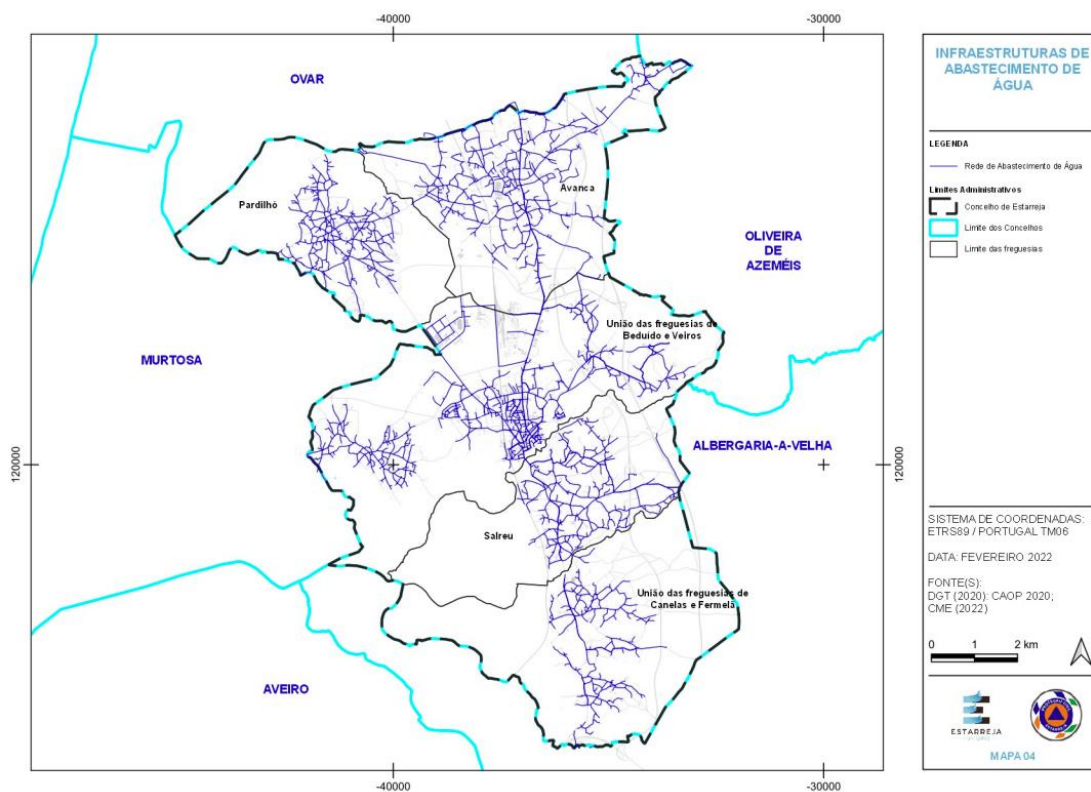 -40000
-30000
OVAR
Pardilhó
Avanca
OLIVEIRA
DE
AZEMÉIS
União das freguesias de
Beduído e Veiros
MURTOSA
ALBERGARIA-A-VELHA
120000
120000
Salreu
União das freguesias de
Canelas e Fermelã
AVEIRO
-40000
-30000
INFRAESTRUTURAS DE
ABASTECIMENTO DE
ÁGUA
LEGENDA
Rede de Abastecimento de Água
Limites Administrativos
Concelho de Estarreja
Limite dos Concelhos
Limite das freguesias
SISTEMA DE COORDENADAS:
ETRS89 / PORTUGAL TM06
DATA: FEVEREIRO 2022
FONTE(S):
DGT (2020): CAOP 2020;
CME (2022)
0 1 2 km
ESTARREJA
MAPA 04